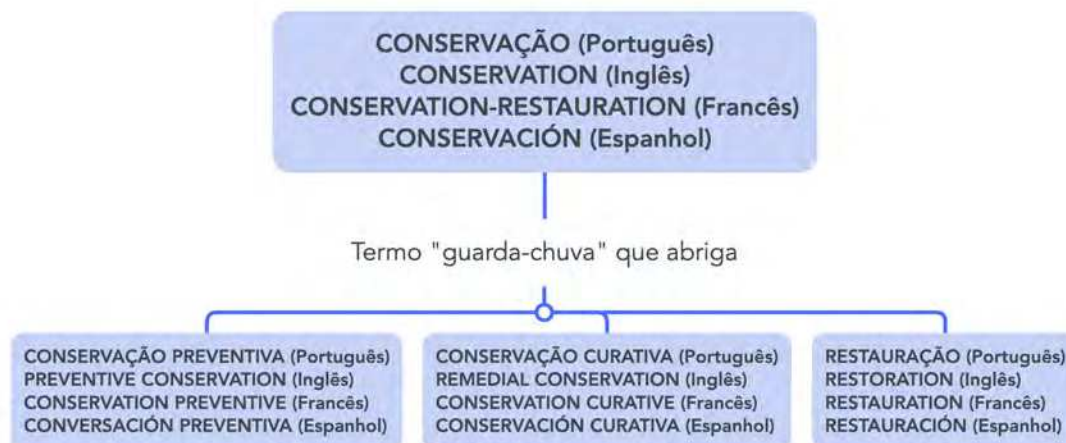 CONSERVAÇÃO (Português)
CONSERVATION (Inglês)
CONSERVATION-RESTAURATION (Francês)
CONSERVACIÓN (Espanhol)
Termo "guarda-chuva" que abriga
CONSERVAÇÃO PREVENTIVA (Português)
PREVENTIVE CONSERVATION (Inglês)
CONSERVATION PREVENTIVE (Francês)
CONVERSACIÓN PREVENTIVA (Espanhol)
CONSERVAÇÃO CURATIVA (Português)
REMEDIAL CONSERVATION (Inglês)
CONSERVATION CURATIVE (Francês)
CONSERVACIÓN CURATIVA (Espanhol)
RESTAURAÇÃO (Português)
RESTORATION (Inglês)
RESTAURATION (Francês)
RESTAURACIÓN (Espanhol)